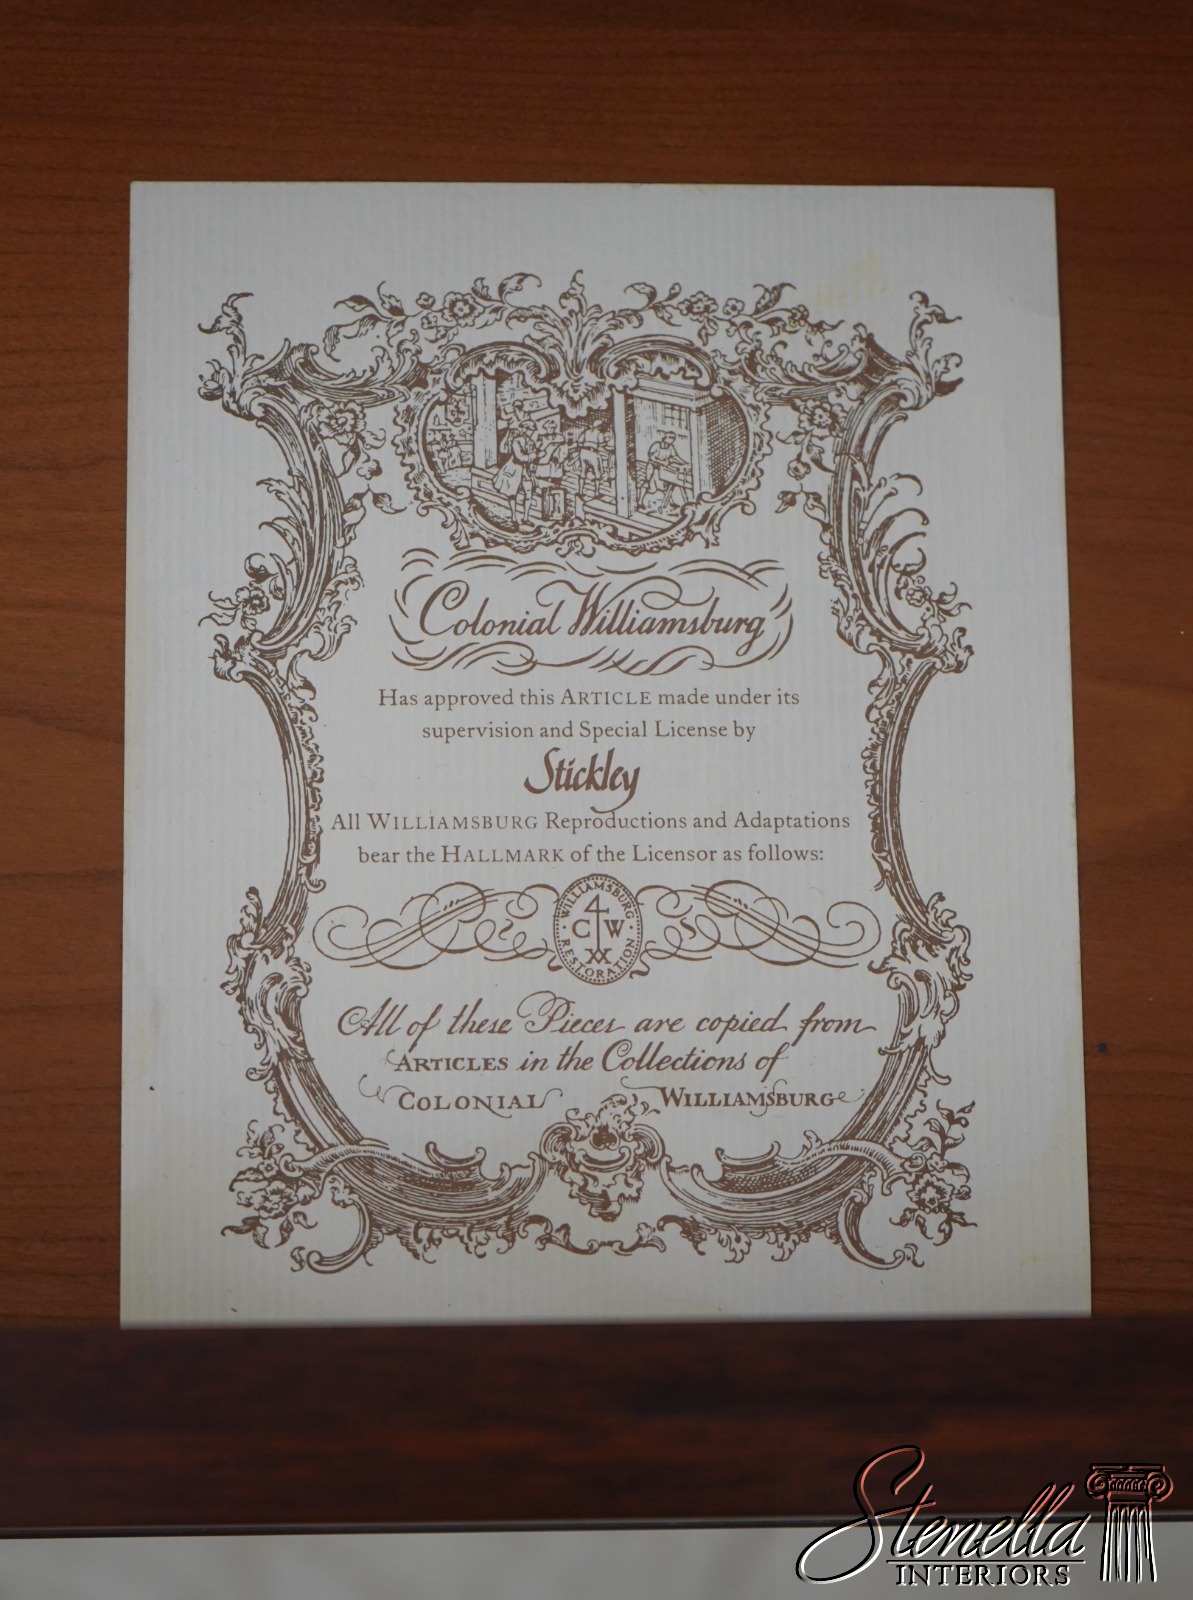 Colonial Williamsburg
Has approved this ARTICLE made under its
supervision and Special License by
Stickley
All WILLIAMSBURG Reproductions and Adaptations
bear the HALLMARK of the Licensor as follows:
WILLIAMSBURG
C W
RESTORATION
All of these Pieces are copied from
ARTICLES in the Collections of
COLONIAL WILLIAMSBURG
Stenella
INTERIORS